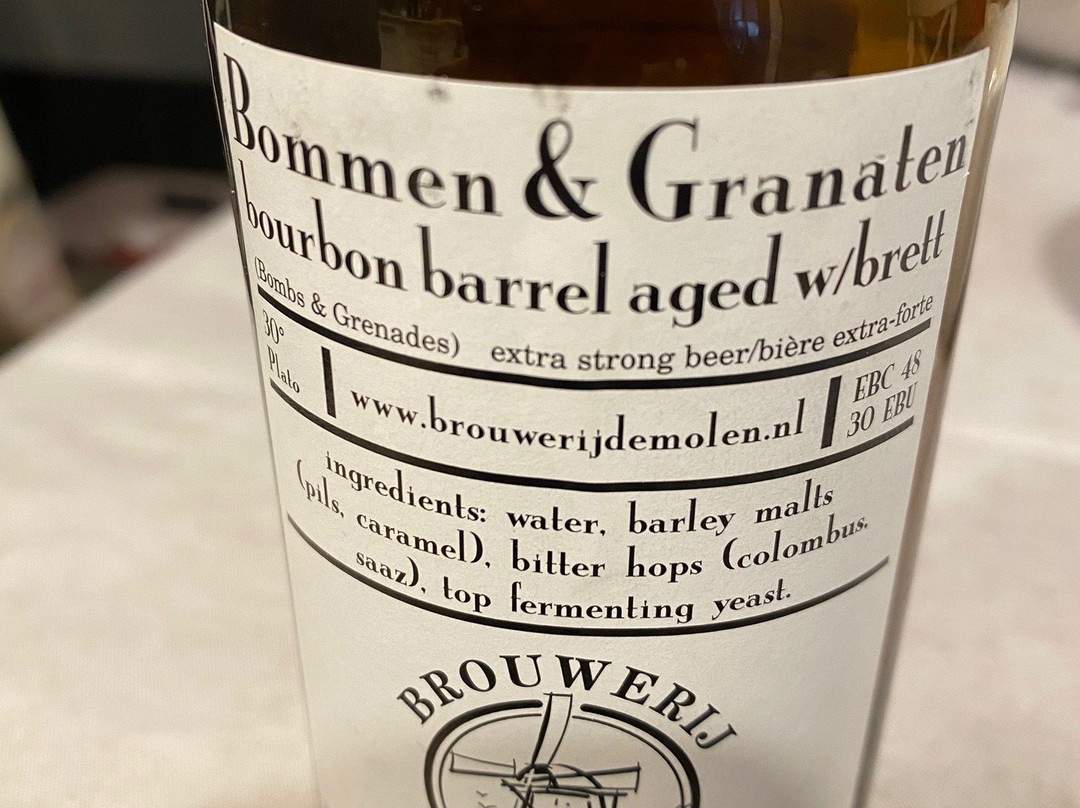 Bommen & Granaten
bourbon barrel aged w/brett
(Bombs & Grenades) extra strong beer/bière extra-forte
30°
Plato
www.brouwerijdemolen.nl
EBC 48
30 EBU
ingredients: water, barley malts
(pils, caramel), bitter hops (colombus,
saaz), top fermenting yeast.
BROUWERIJ